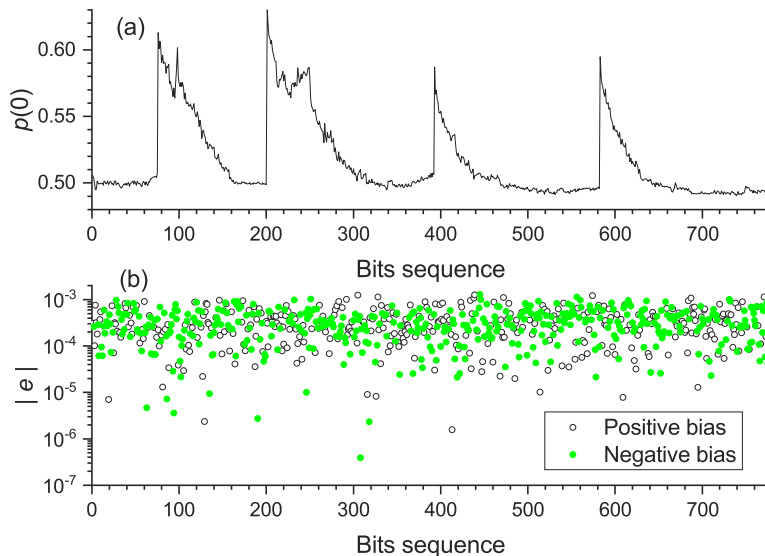 (a)
0.60
0.55
0.50
p(0)
0 100 200 300 400 500 600 700
Bits sequence
(b)
10⁻³
10⁻⁴
10⁻⁵
10⁻⁶
10⁻⁷
| e |
Positive bias
Negative bias
0 100 200 300 400 500 600 700
Bits sequence